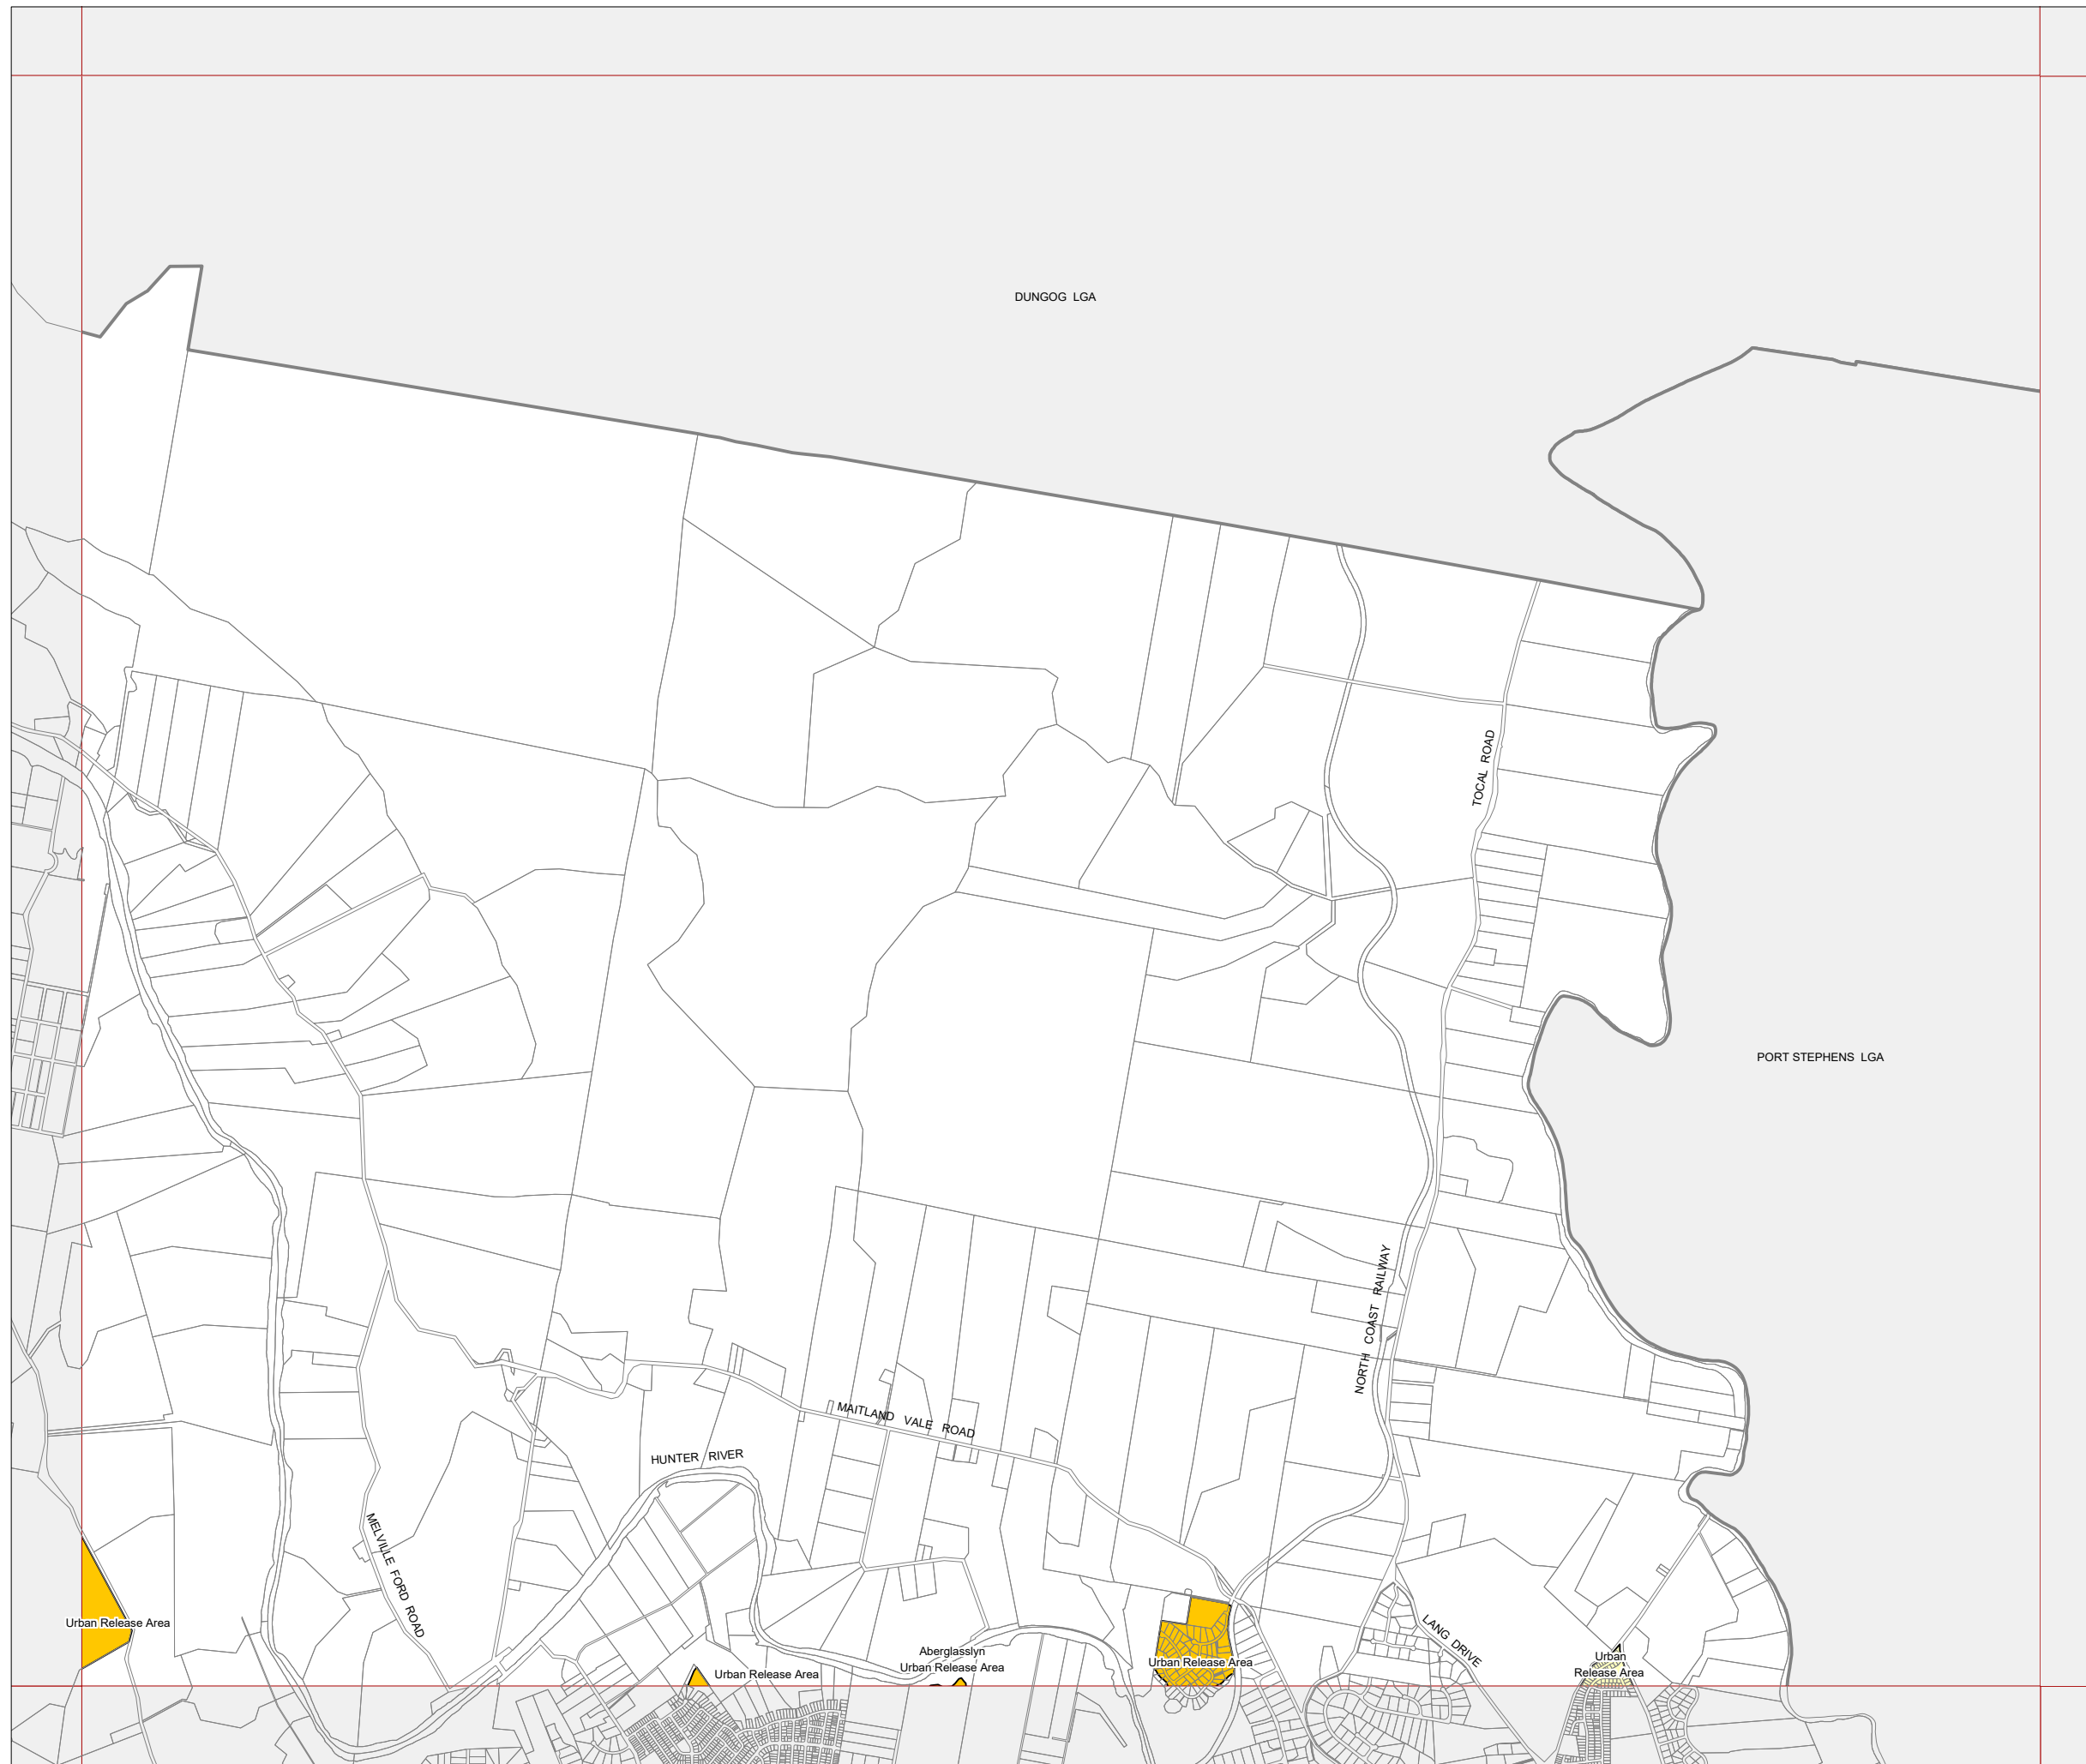 DUNGOG LGA
TOCAL ROAD
PORT STEPHENS LGA
NORTH COAST RAILWAY
MAITLAND VALE ROAD
HUNTER RIVER
MELVILLE FORD ROAD
Urban Release Area
LANG DRIVE
Aberglasslyn
Urban Release Area
Urban Release Area
Urban Release Area
Urban
Release Area